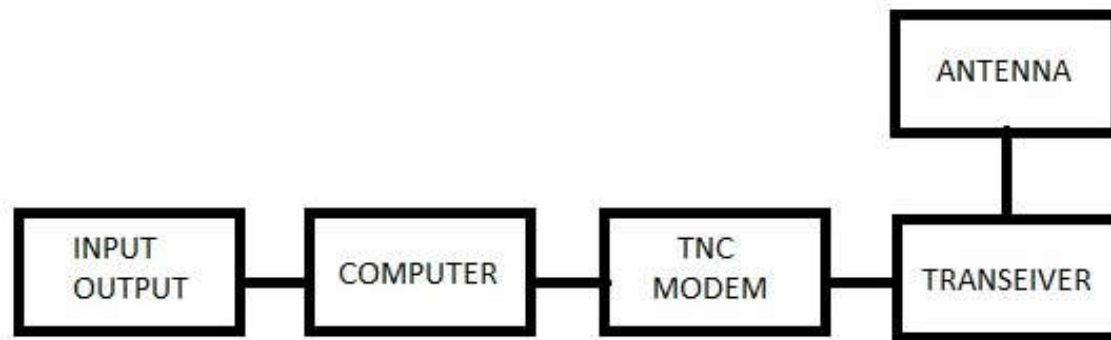 ANTENNA
INPUT
OUTPUT
COMPUTER
TNC
MODEM
TRANSEIVER